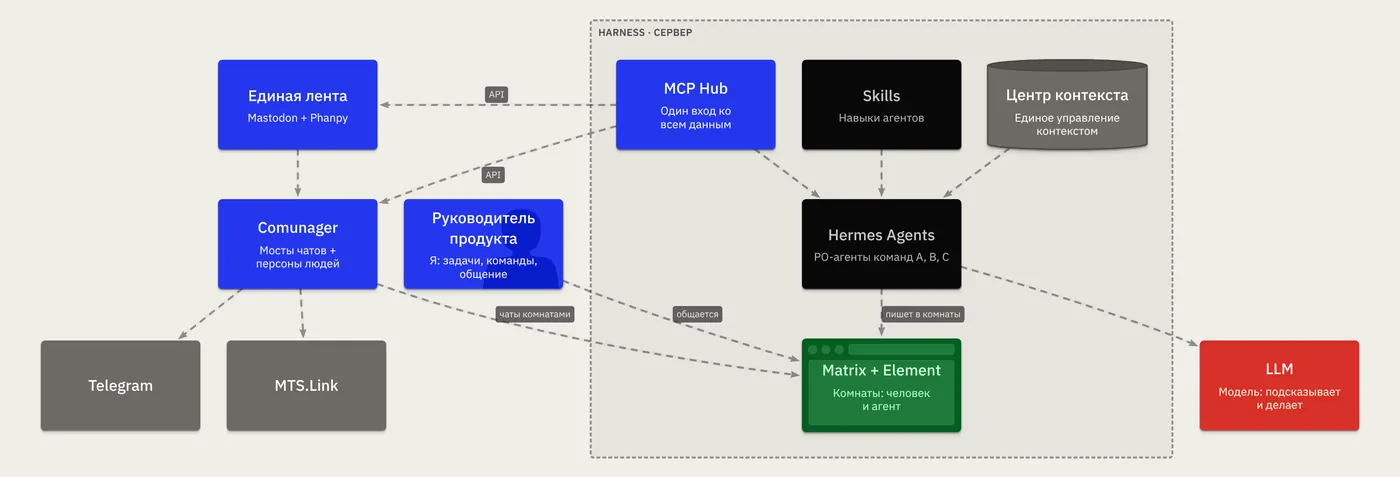 HARNESS · СЕРВЕР
Единая лента
Mastodon + Phanpy
API
MCP Hub
Один вход ко
всем данным
Skills
Навыки агентов
Центр контекста
Единое управление
контекстом
API
Comunager
Мосты чатов +
персоны людей
Руководитель
продукта
Я: задачи, команды,
общение
Hermes Agents
PO-агенты команд A, B, C
чаты комнатами
общается
пишет в комнаты
Telegram
MTS.Link
Matrix + Element
Комнаты: человек
и агент
LLM
Модель: подсказывает
и делает